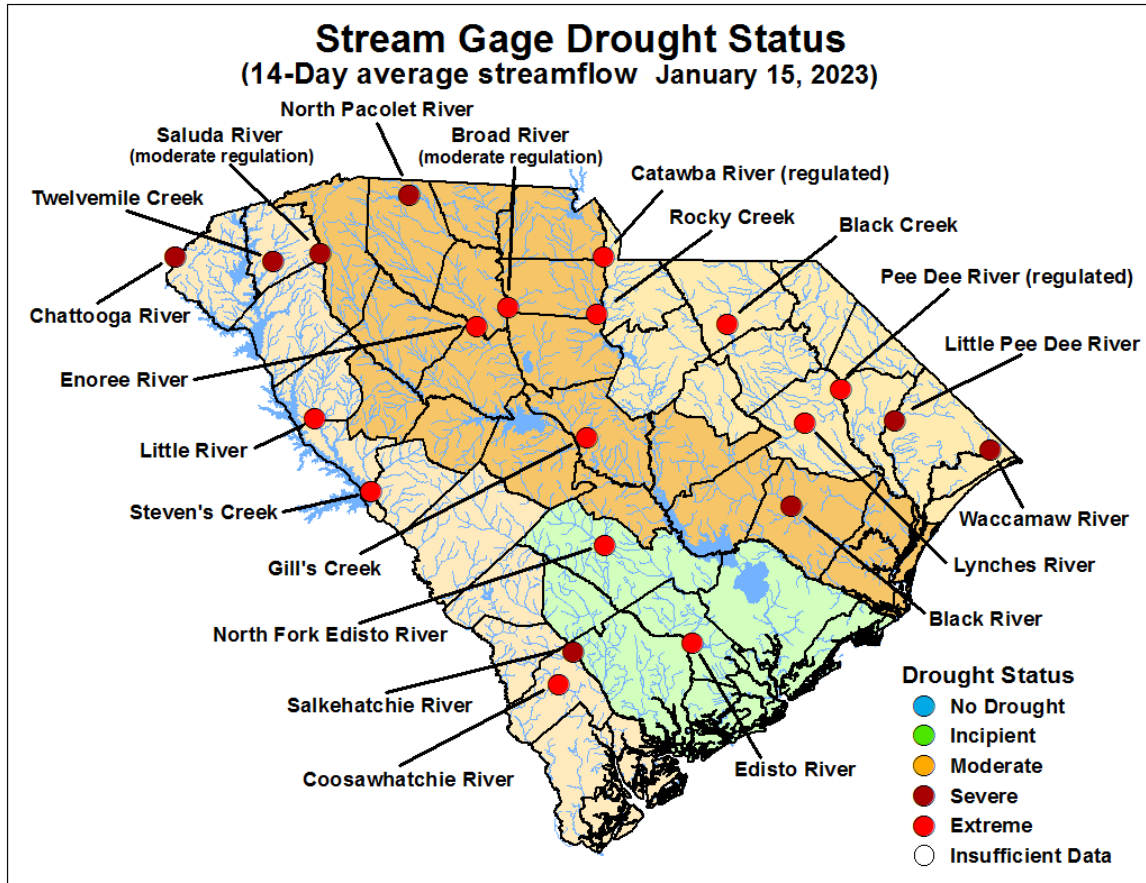 Stream Gage Drought Status
(14-Day average streamflow January 15, 2023)
North Pacolet River
Saluda River
(moderate regulation)
Broad River
(moderate regulation)
Catawba River (regulated)
Twelvemile Creek
Rocky Creek
Black Creek
Pee Dee River (regulated)
Chattooga River
Little Pee Dee River
Enoree River
Little River
Steven's Creek
Waccamaw River
Gill's Creek
Lynches River
North Fork Edisto River
Black River
Salkehatchie River
Coosawhatchie River
Edisto River
Drought Status
No Drought
Incipient
Moderate
Severe
Extreme
Insufficient Data